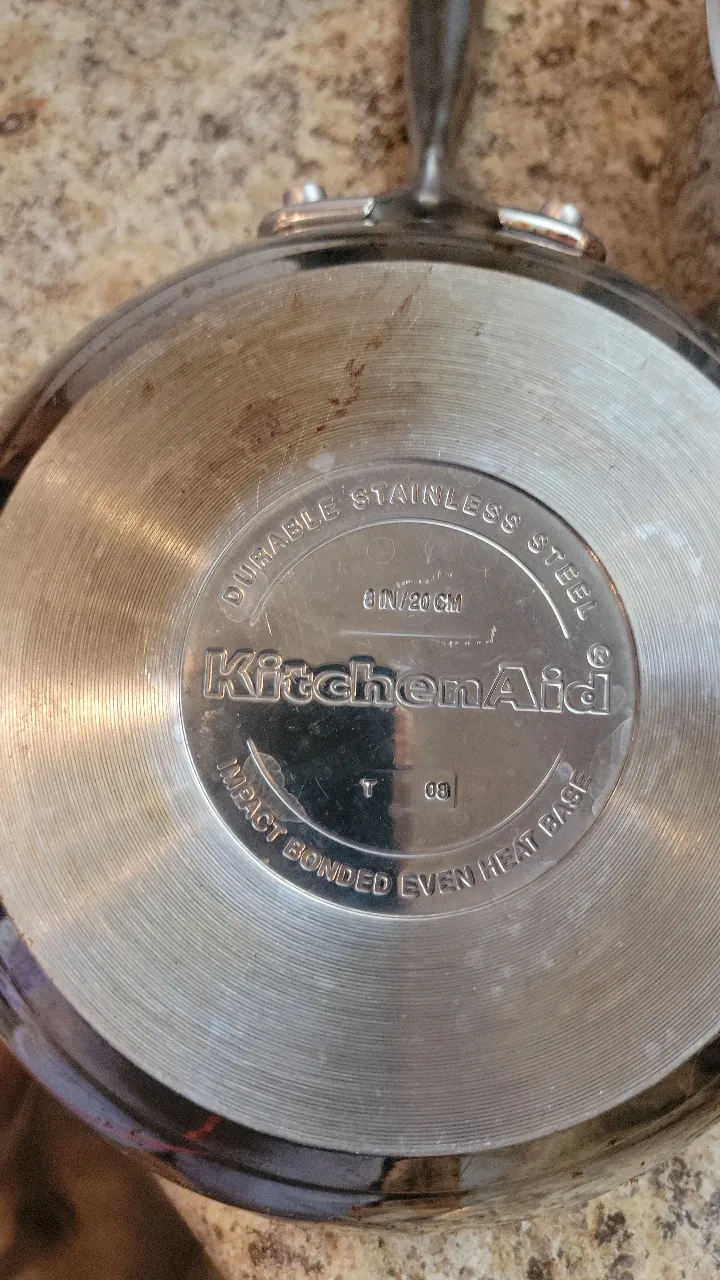 DURABLE STAINLESS STEEL
8 IN/20 CM
KitchenAid®
T 08
IMPACT BONDED EVEN HEAT BASE